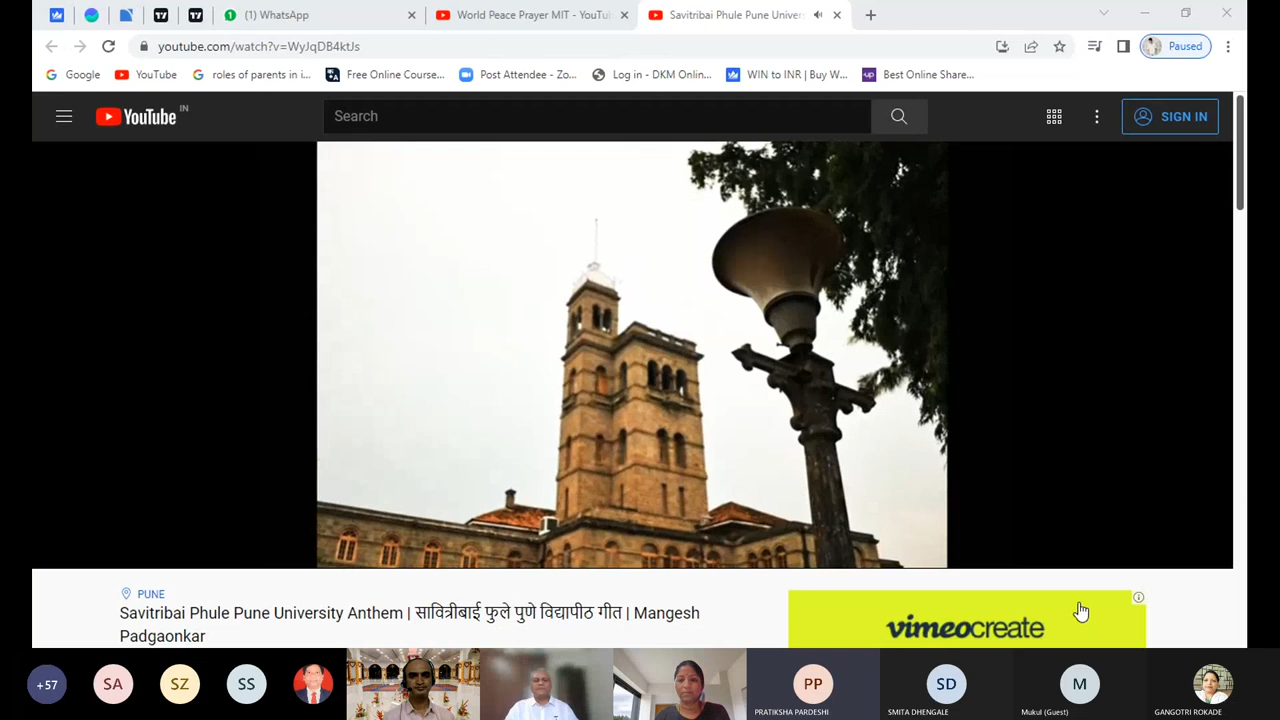 (1) WhatsApp
World Peace Prayer MIT - YouTu
Savitribai Phule Pune Univers
youtube.com/watch?v=WyJqDB4ktJs
Paused
Google
YouTube
roles of parents in i...
Free Online Course...
Post Attendee - Zo...
Log in - DKM Onlin...
WIN to INR | Buy W...
Best Online Share...
YouTube IN
Search
SIGN IN
PUNE
Savitribai Phule Pune University Anthem | सावित्रीबाई फुले पुणे विद्यापीठ गीत | Mangesh
Padgaonkar
vimeocreate
+57
SA
SZ
SS
PP
SD
M
PRATIKSHA PARDESHI
SMITA DHENGALE
Mukul (Guest)
GANGOTRI ROKADE